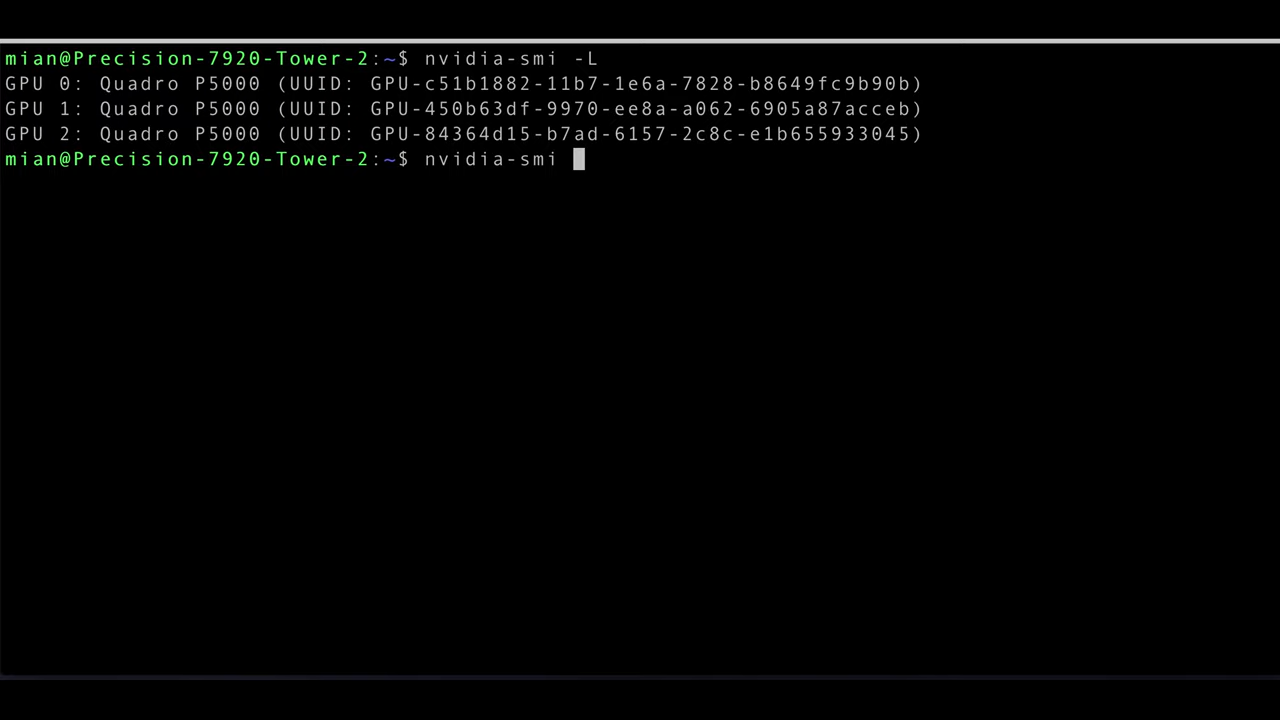 mian@Precision-7920-Tower-2:~$ nvidia-smi -L
GPU 0: Quadro P5000 (UUID: GPU-c51b1882-11b7-1e6a-7828-b8649fc9b90b)
GPU 1: Quadro P5000 (UUID: GPU-450b63df-9970-ee8a-a062-6905a87acceb)
GPU 2: Quadro P5000 (UUID: GPU-84364d15-b7ad-6157-2c8c-e1b655933045)
mian@Precision-7920-Tower-2:~$ nvidia-smi